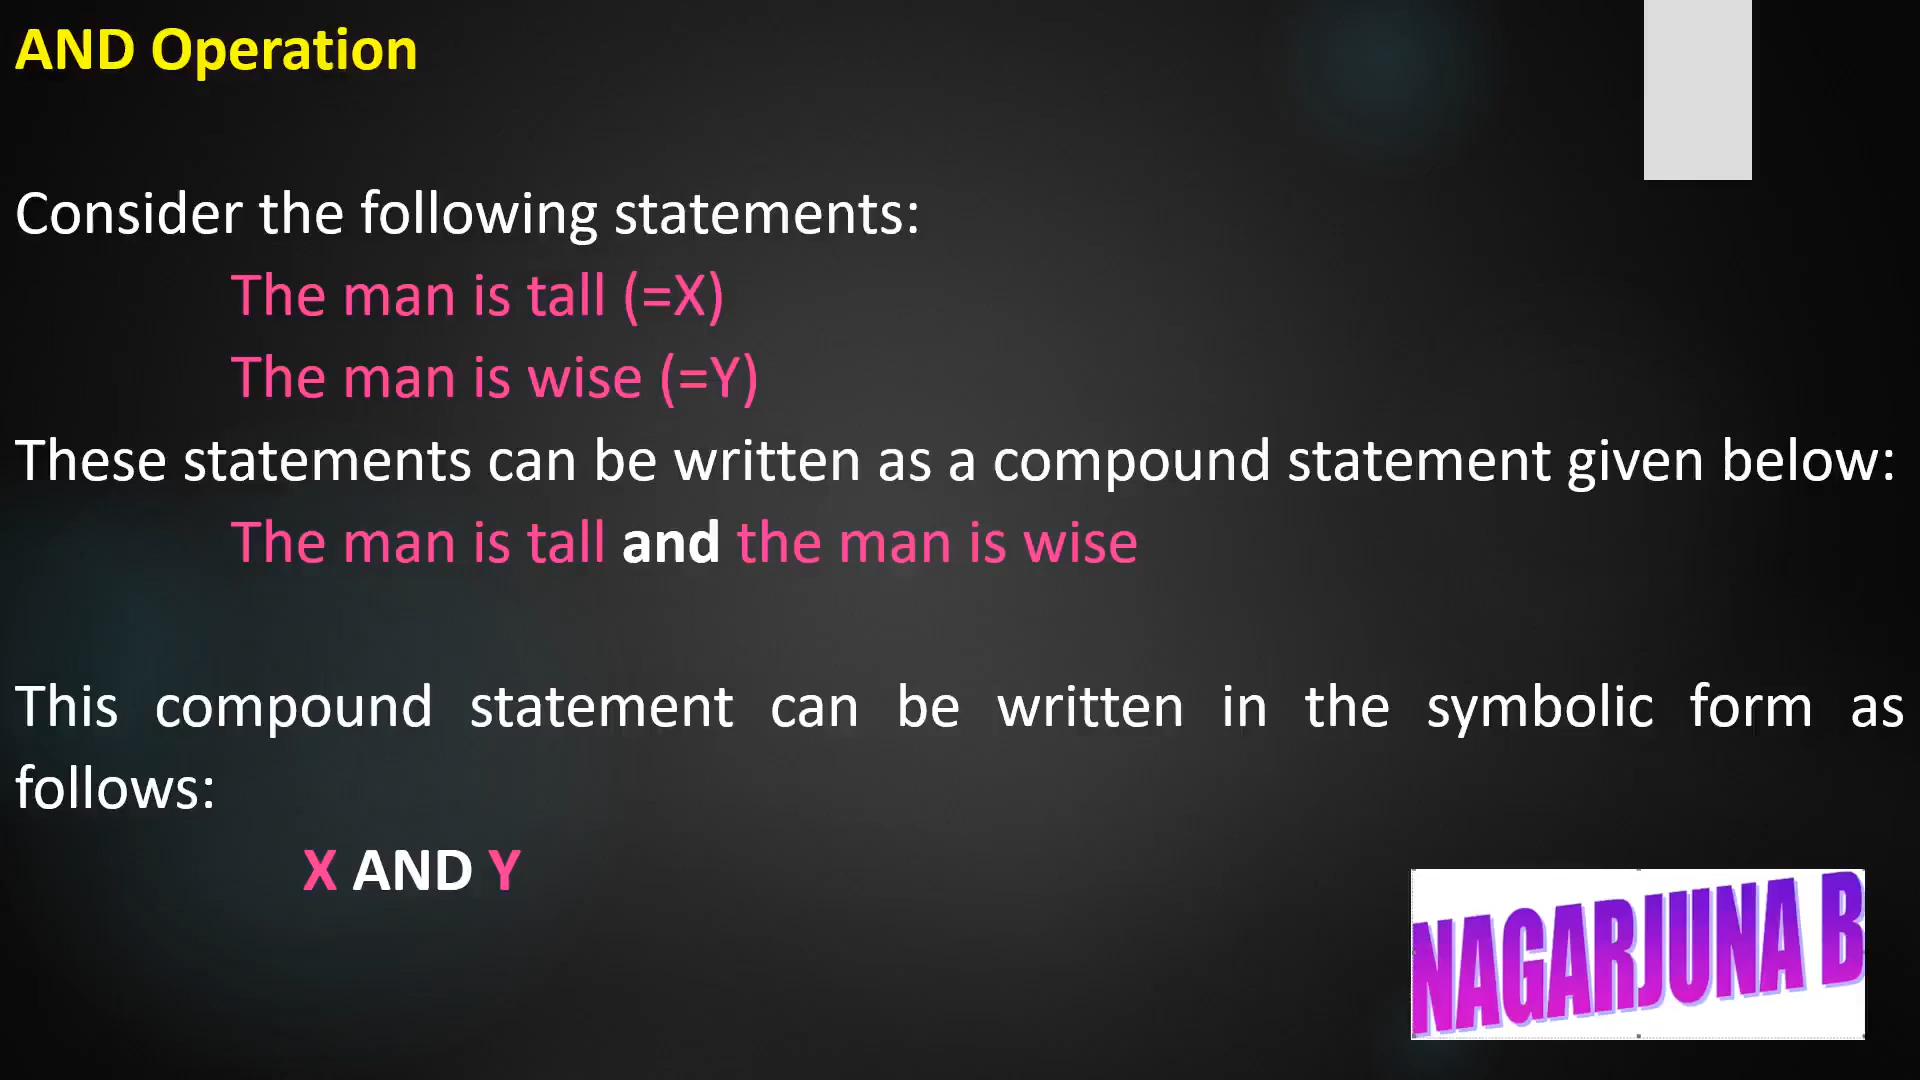 AND Operation
Consider the following statements:
The man is tall (=X)
The man is wise (=Y)
These statements can be written as a compound statement given below:
The man is tall and the man is wise
This compound statement can be written in the symbolic form as
follows:
X AND Y
NAGARJUNA B